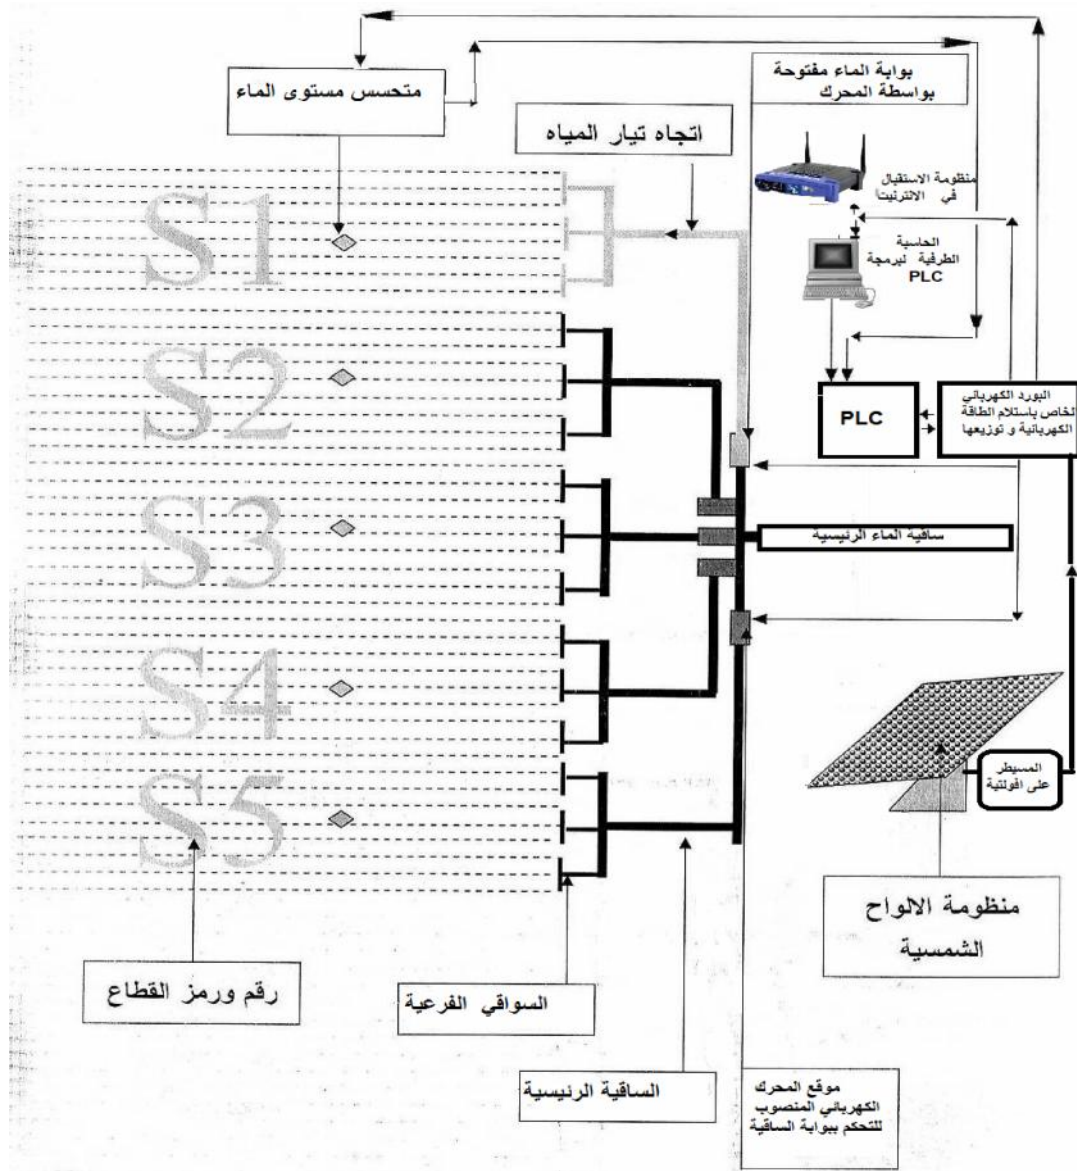 متحسس مستوى الماء
اتجاه تيار المياه
بوابة الماء مفتوحة
بواسطة المحرك
منظومة الاستقبال
في الانترنيت
الحاسبة
الطرفية لبرمجة
PLC
PLC
البورد الكهربائي
لخاص باستلام الطاقة
الكهربائية و توزيعها
S1
S2
S3
S4
S5
ساقية الماء الرئيسية
المسيطر
على افولتية
منظومة الالواح
الشمسية
رقم ورمز القطاع
السواقي الفرعية
الساقية الرئيسية
موقع المحرك
الكهربائي المنصوب
للتحكم ببوابة الساقية